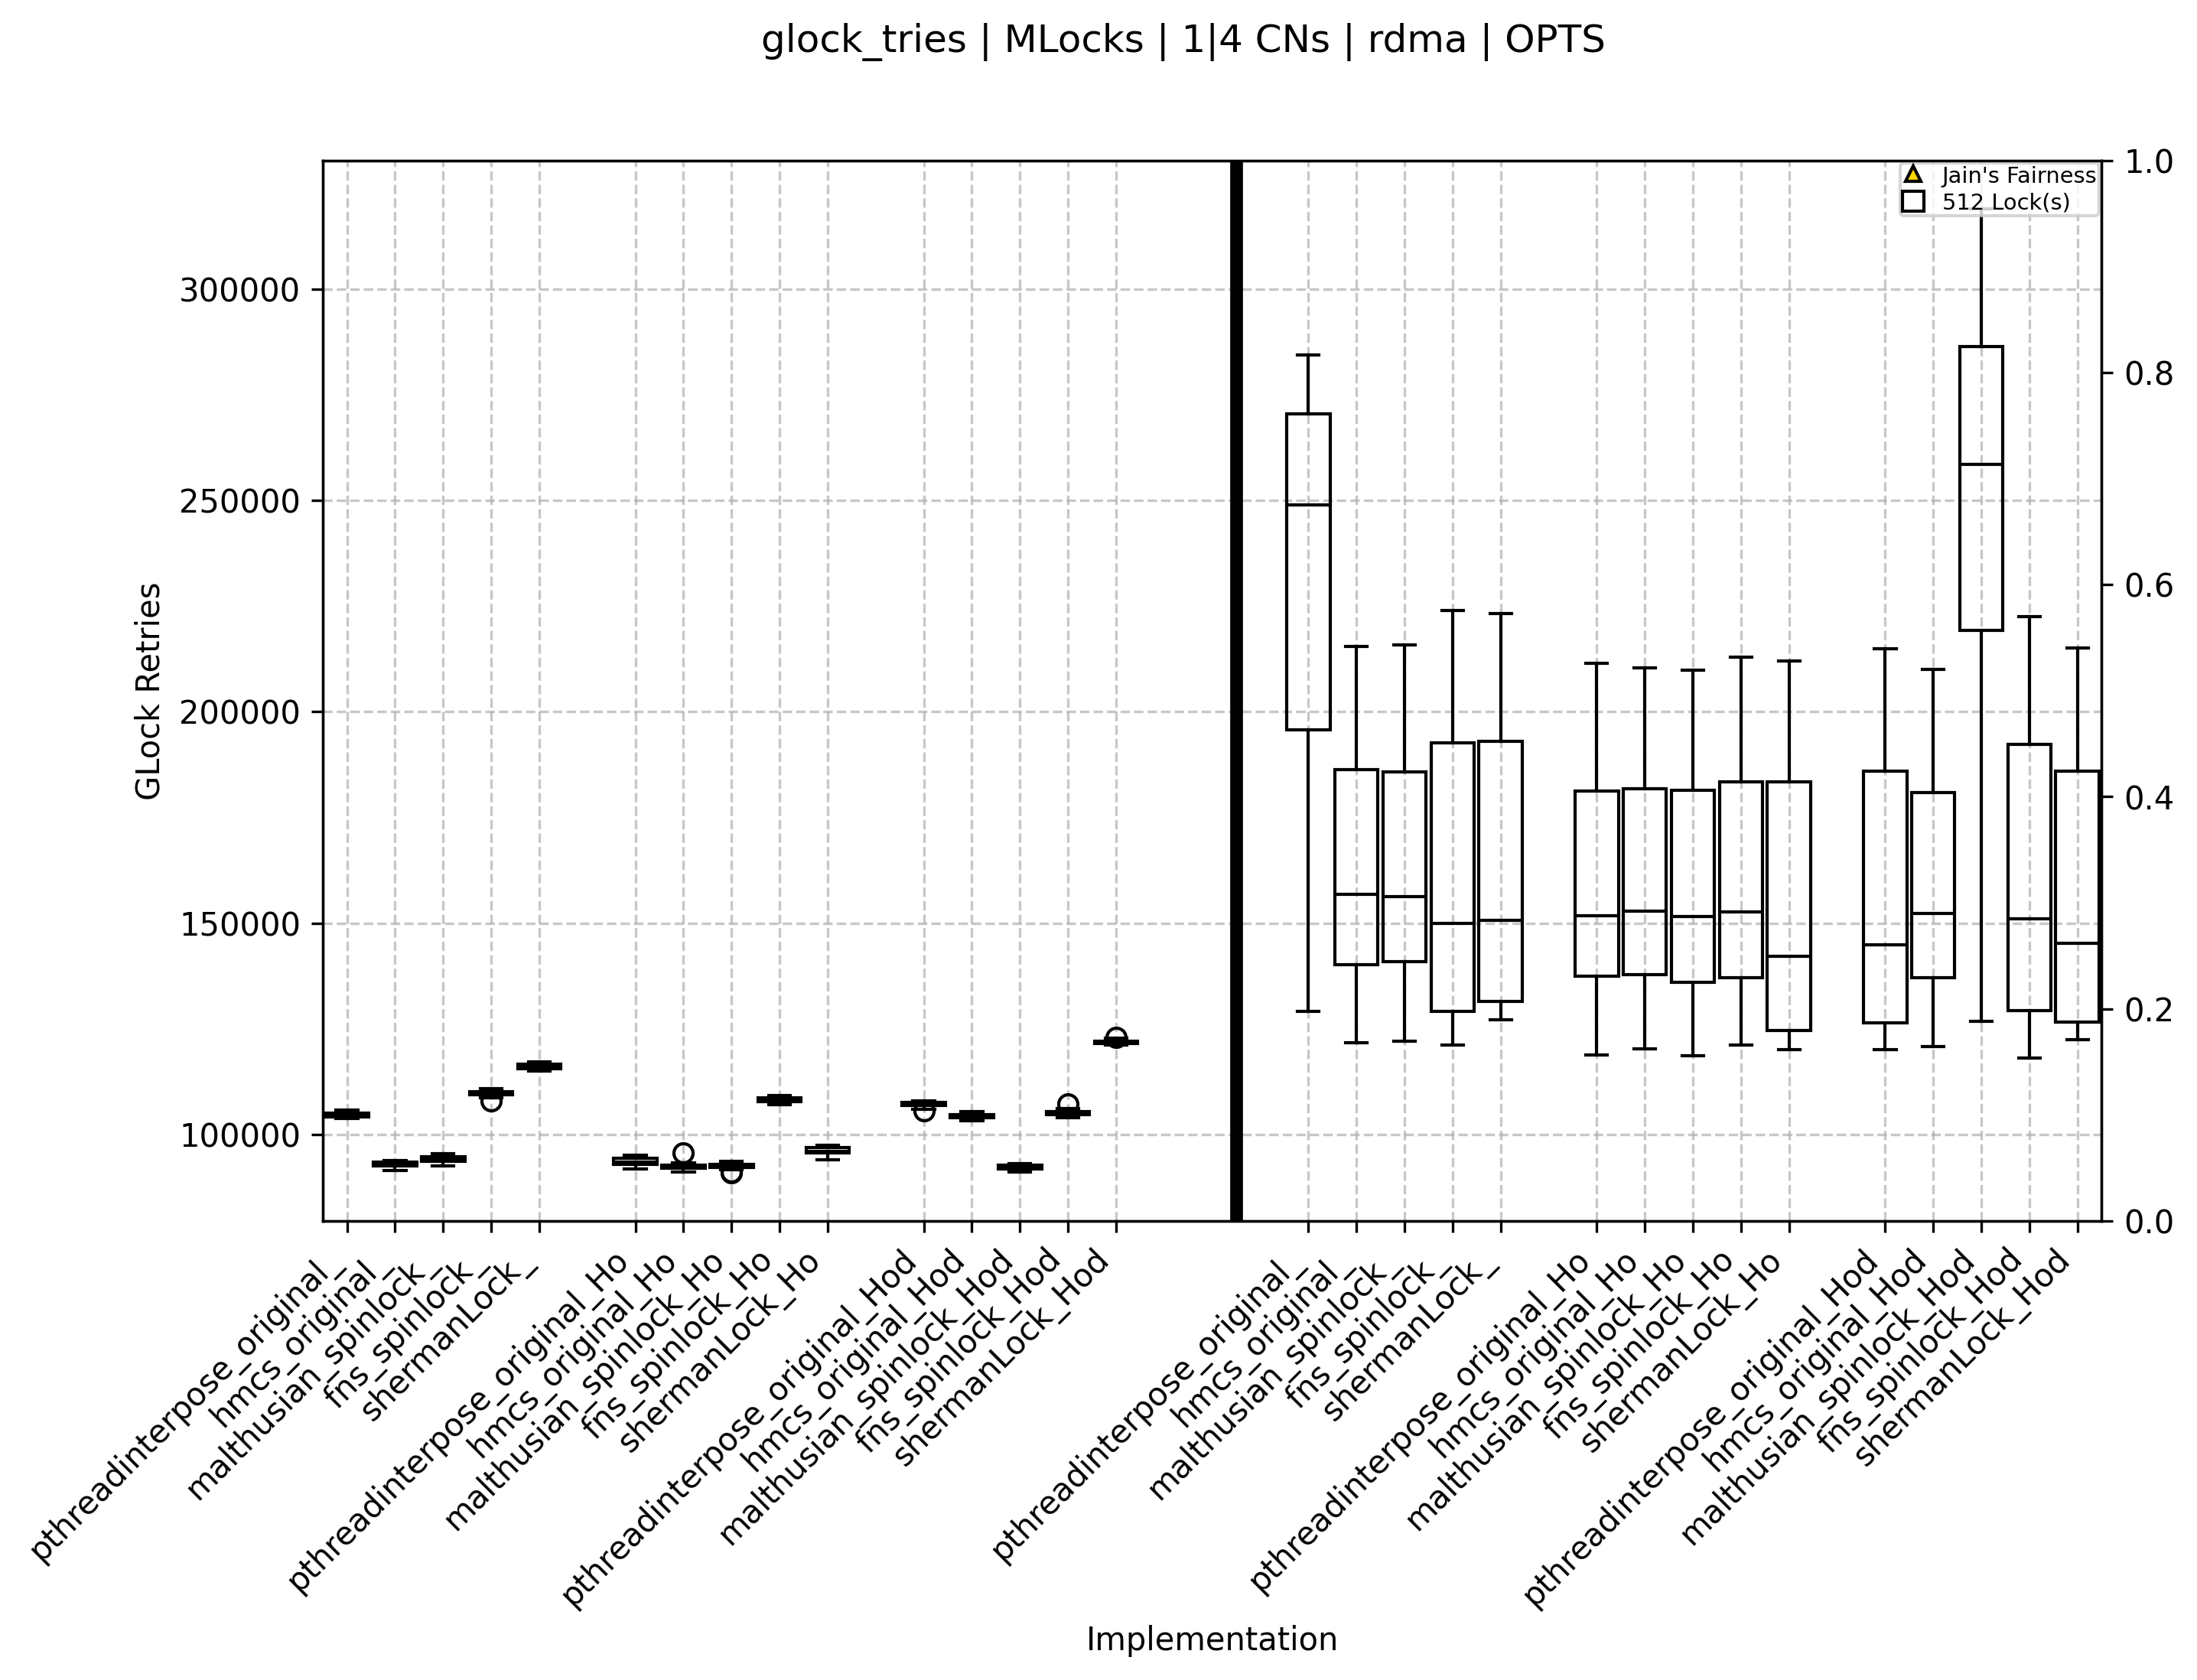 glock_tries | MLocks | 1|4 CNs | rdma | OPTS
Jain's Fairness
512 Lock(s)
GLock Retries
300000
250000
200000
150000
100000
1.0
0.8
0.6
0.4
0.2
0.0
pthreadinterpose_original_
hmcs_original_
malthusian_spinlock_
fns_spinlock_
shermanLock_
pthreadinterpose_original_Ho
hmcs_original_Ho
malthusian_spinlock_Ho
fns_spinlock_Ho
shermanLock_Ho
pthreadinterpose_original_Hod
hmcs_original_Hod
malthusian_spinlock_Hod
fns_spinlock_Hod
shermanLock_Hod
pthreadinterpose_original_
hmcs_original_
malthusian_spinlock_
fns_spinlock_
shermanLock_
pthreadinterpose_original_Ho
hmcs_original_Ho
malthusian_spinlock_Ho
fns_spinlock_Ho
shermanLock_Ho
pthreadinterpose_original_Hod
hmcs_original_Hod
malthusian_spinlock_Hod
fns_spinlock_Hod
shermanLock_Hod
Implementation